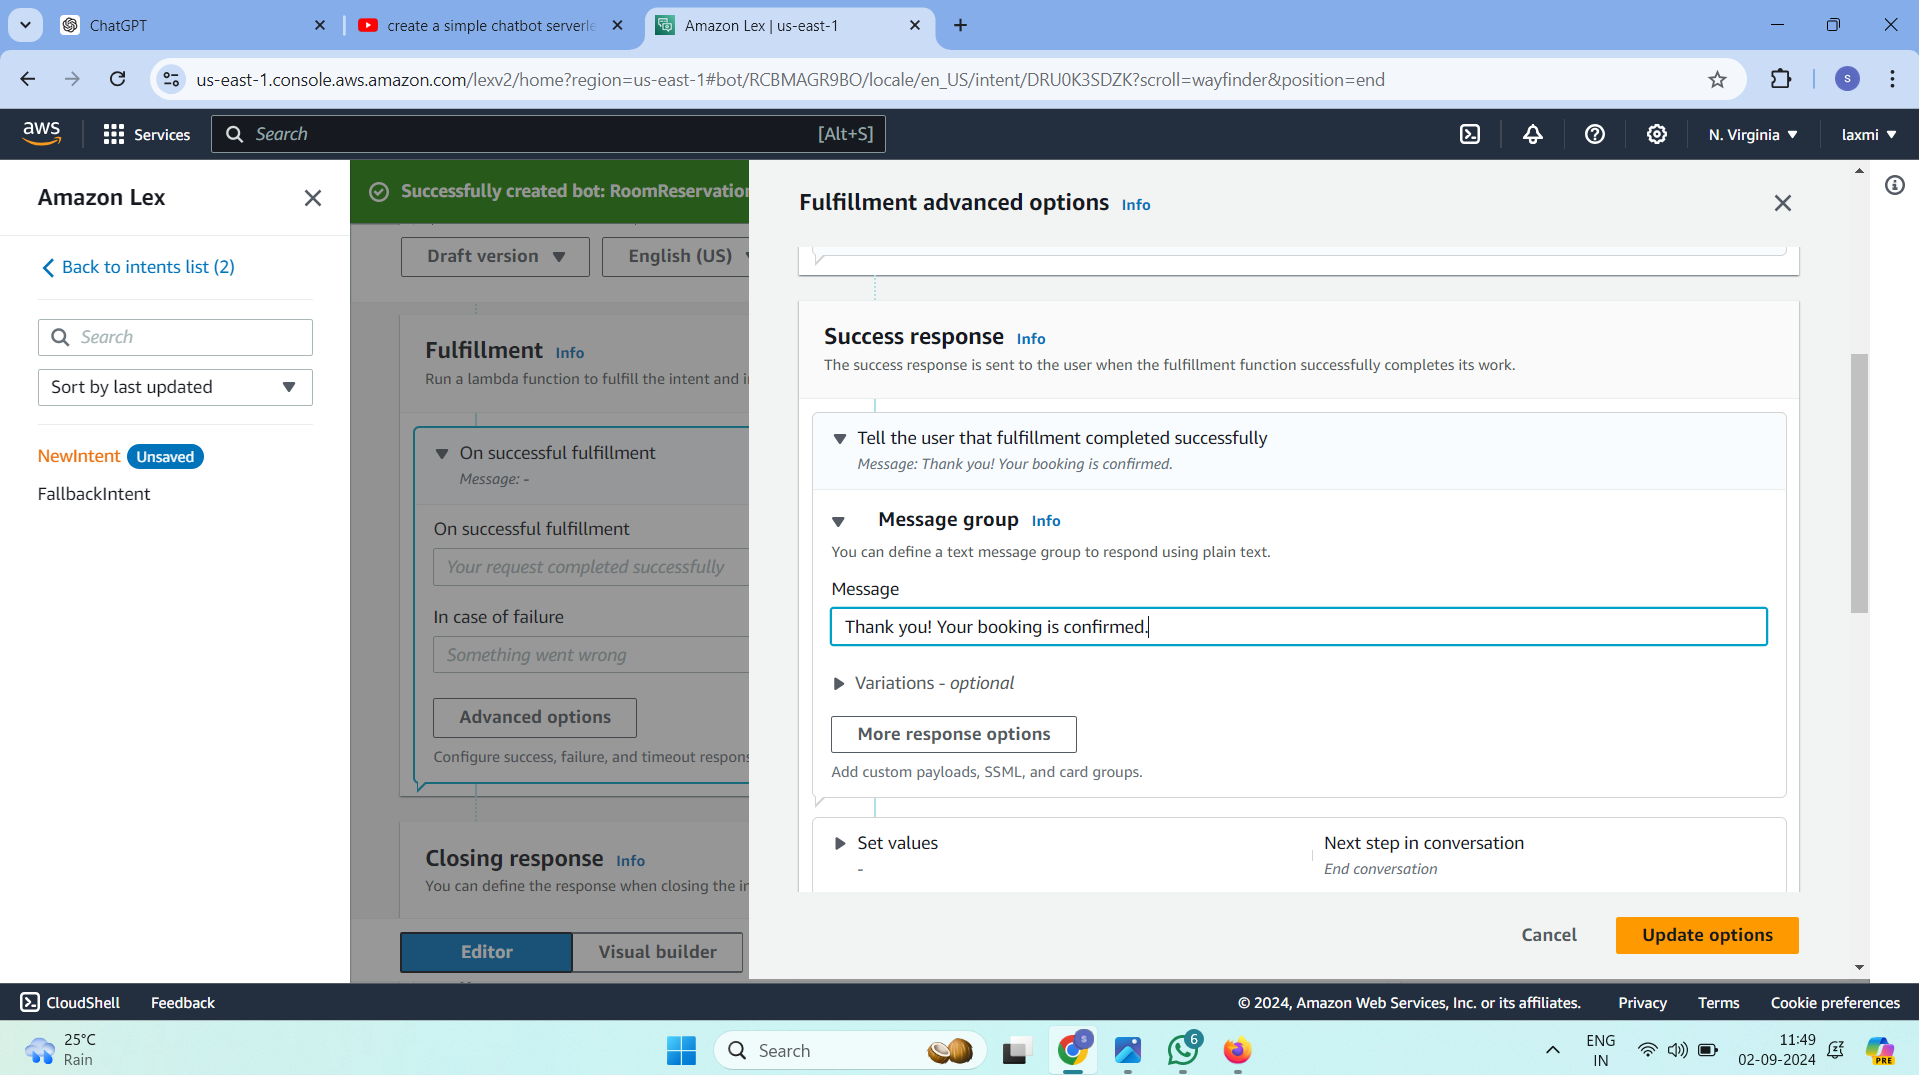 ChatGPT
create a simple chatbot serverle
Amazon Lex | us-east-1
us-east-1.console.aws.amazon.com/lexv2/home?region=us-east-1#bot/RCBMAGR9BO/locale/en_US/intent/DRU0K3SDZK?scroll=wayfinder&position=end
S
aws
Services
Search
[Alt+S]
N. Virginia
laxmi
Amazon Lex
Back to intents list (2)
Search
Sort by last updated
NewIntent Unsaved
FallbackIntent
Successfully created bot: RoomReservation
Draft version
English (US)
Fulfillment Info
Run a lambda function to fulfill the intent and i
On successful fulfillment
Message: -
On successful fulfillment
Your request completed successfully
In case of failure
Something went wrong
Advanced options
Configure success, failure, and timeout respons
Closing response Info
You can define the response when closing the in
Editor
Visual builder
Fulfillment advanced options Info
Success response Info
The success response is sent to the user when the fulfillment function successfully completes its work.
Tell the user that fulfillment completed successfully
Message: Thank you! Your booking is confirmed.
Message group Info
You can define a text message group to respond using plain text.
Message
Thank you! Your booking is confirmed.
Variations - optional
More response options
Add custom payloads, SSML, and card groups.
Set values
-
Next step in conversation
End conversation
Cancel
Update options
CloudShell
Feedback
© 2024, Amazon Web Services, Inc. or its affiliates.
Privacy
Terms
Cookie preferences
25°C
Rain
Search
S
6
ENG
IN
11:49
02-09-2024
PRE